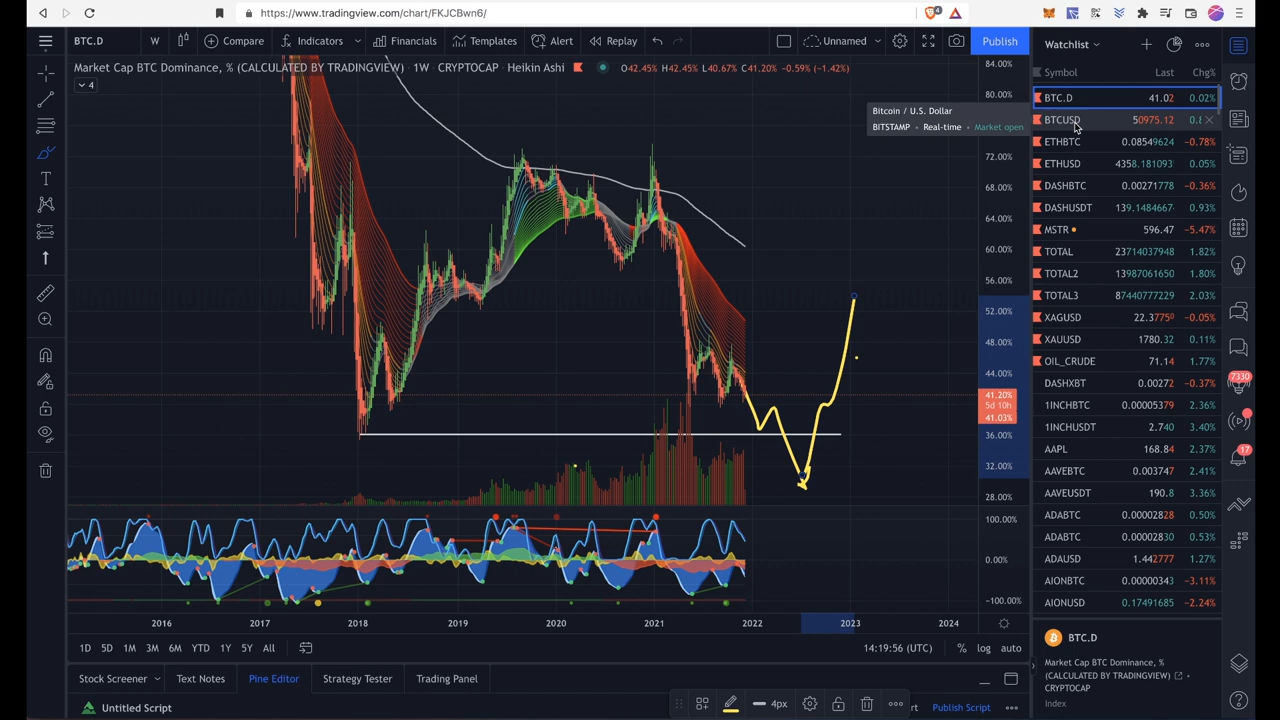 https://www.tradingview.com/chart/FKJCBwn6/
4
BTC.D W Compare Indicators Financials Templates Alert Replay Unnamed Publish
Market Cap BTC Dominance, % (CALCULATED BY TRADINGVIEW) 1W CRYPTOCAP Heikin Ashi O42.45% H42.45% L40.67% C41.20% −0.59% (−1.42%)
4
Bitcoin / U.S. Dollar
BITSTAMP • Real-time • Market open
84.00%
80.00%
72.00%
68.00%
64.00%
60.00%
56.00%
52.00%
48.00%
44.00%
41.20%
5d 10h
41.03%
36.00%
32.00%
28.00%
100.00%
0.00%
−100.00%
2016 2017 2018 2019 2020 2021 2022 2023 2024
1D 5D 1M 3M 6M YTD 1Y 5Y All 14:19:56 (UTC) % log auto
Stock Screener Text Notes Pine Editor Strategy Tester Trading Panel
Untitled Script 4px rt Publish Script
Watchlist
Symbol Last Chg%
BTC.D 41.02 0.02%
BTCUSD 50975.12 0.8
ETHBTC 0.08549624 −0.78%
ETHUSD 4358.181093 0.05%
DASHBTC 0.00271778 −0.36%
DASHUSDT 139.1484667 0.93%
MSTR 596.47 −5.47%
TOTAL 23714037948 1.82%
TOTAL2 13987061650 1.80%
TOTAL3 87440777229 2.03%
XAGUSD 22.3775⁰ −0.05%
XAUUSD 1780.32 0.11%
OIL_CRUDE 71.14 1.77%
DASHXBT 0.00272 −0.37%
1INCHBTC 0.00005379 2.36%
1INCHUSD 2.740 3.40%
AAPL 168.84 2.37%
AAVEBTC 0.003747 2.41%
AAVEUSDT 190.8 3.36%
ADABTC 0.00002828 0.50%
ADABTC 0.00002830 0.53%
ADAUSD 1.442777 1.27%
AIONBTC 0.00000343 −3.11%
AIONUSD 0.17491685 −2.24%
BTC.D
Market Cap BTC Dominance, %
(CALCULATED BY TRADINGVIEW) •
CRYPTOCAP
Index
7330
17